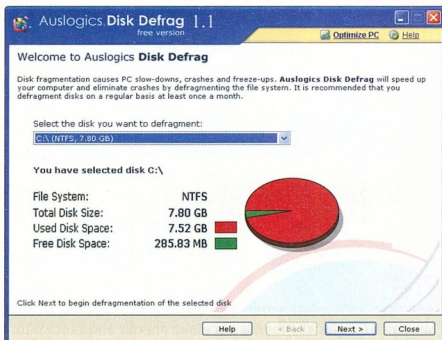 Auslogics Disk Defrag 1.1
free version
Optimize PC Help
Welcome to Auslogics Disk Defrag
Disk fragmentation causes PC slow-downs, crashes and freeze-ups. Auslogics Disk Defrag will speed up
your computer and eliminate crashes by defragmenting the file system. It is recommended that you
defragment disks on a regular basis at least once a month.
Select the disk you want to defragment:
C:\ (NTFS, 7.80 GB)
You have selected disk C:\
File System: NTFS
Total Disk Size: 7.80 GB
Used Disk Space: 7.52 GB
Free Disk Space: 285.83 MB
Click Next to begin defragmentation of the selected disk
Help < Back Next > Close